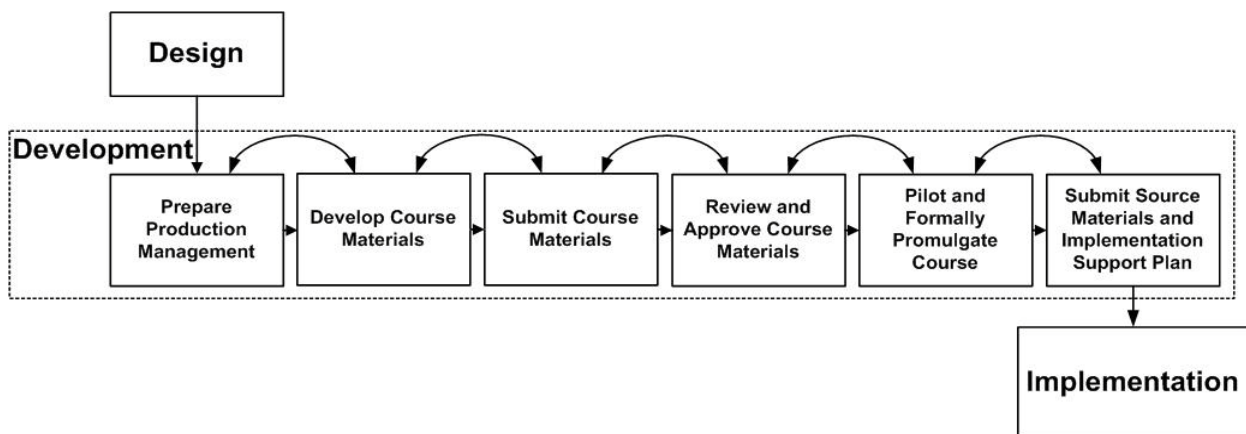 Design
Development
Prepare
Production
Management
Develop Course
Materials
Submit Course
Materials
Review and
Approve Course
Materials
Pilot and
Formally
Promulgate
Course
Submit Source
Materials and
Implementation
Support Plan
Implementation